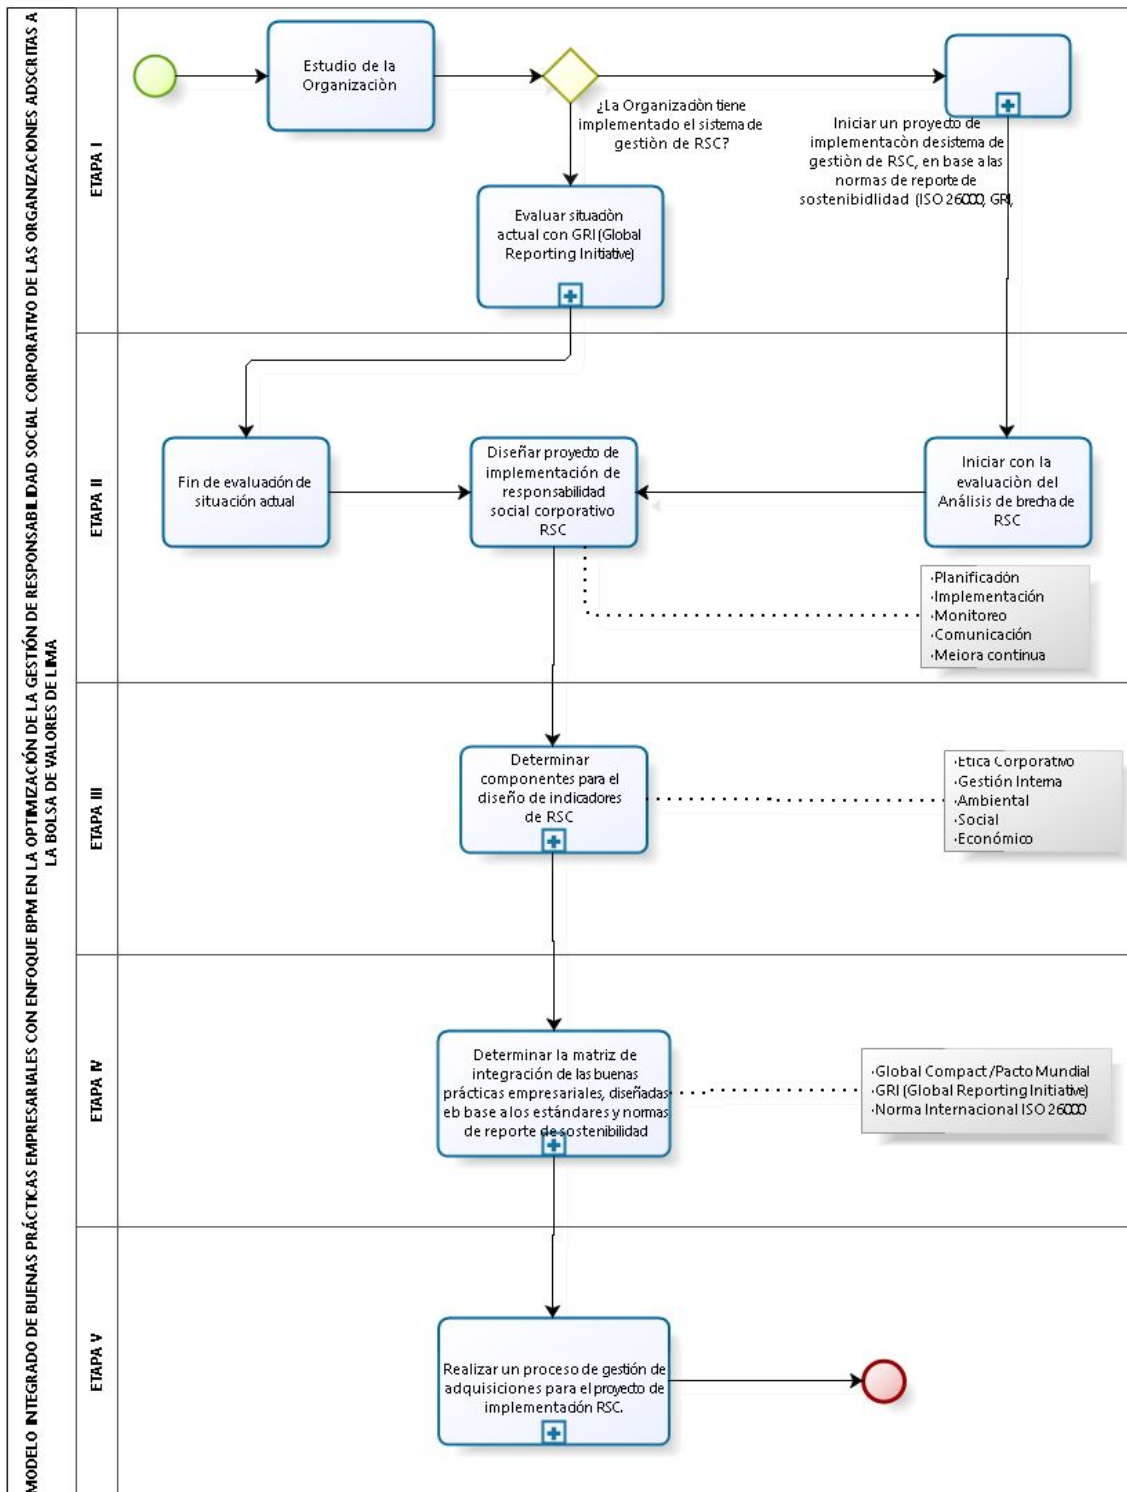 MODELO INTEGRADO DE BUENAS PRÁCTICAS EMPRESARIALES CON ENFOQUE BPM EN LA OPTIMIZACIÓN DE LA GESTIÓN DE RESPONSABILIDAD SOCIAL CORPORATIVO DE LAS ORGANIZACIONES ADSCRITAS A
LA BOLSA DE VALORES DE LIMA
ETAPA I
Estudio de la
Organizaciòn
¿La Organizaciòn tiene
implementado el sistema de
gestiòn de RSC?
Iniciar un proyecto de
implementacòn desistema de
gestiòn de RSC, en base a las
normas de reporte de
sostenibidlidad (ISO 26000, GRI,
Evaluar situaciòn
actual con GRI (Global
Reporting Initiative)
ETAPA II
Fin de evaluación de
situación actual
Diseñar proyecto de
implementación de
responsabilidad
social corporativo
RSC
Iniciar con la
evaluaciòn del
Análisis de brecha de
RSC
·Planificación
·Implementación
·Monitoreo
·Comunicación
·Mejora continua
ETAPA III
Determinar
componentes para el
diseño de indicadores
de RSC
·Etica Corporativo
·Gestión Interna
·Ambiental
·Social
·Económico
ETAPA IV
Determinar la matriz de
integración de las buenas
prácticas empresariales, diseñadas
eb base a los estándares y normas
de reporte de sostenibilidad
·Global Compact /Pacto Mundial
·GRI (Global Reporting Initiative)
·Norma Internacional ISO 26000
ETAPA V
Realizar un proceso de gestión de
adquisiciones para el proyecto de
implementación RSC.